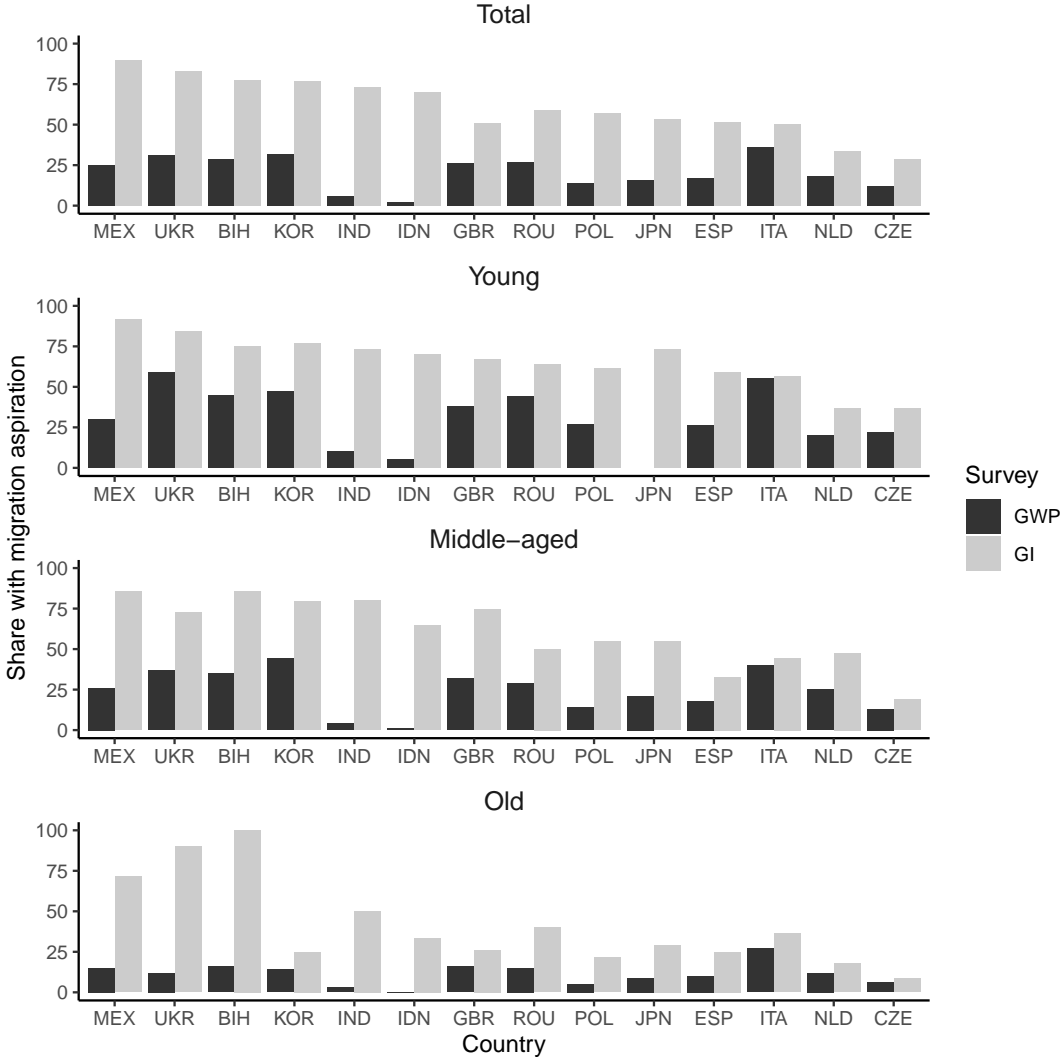 Total
100
75
50
25
0
MEX UKR BIH KOR IND IDN GBR ROU POL JPN ESP ITA NLD CZE
Young
100
75
50
25
0
MEX UKR BIH KOR IND IDN GBR ROU POL JPN ESP ITA NLD CZE
Middle−aged
100
75
50
25
0
MEX UKR BIH KOR IND IDN GBR ROU POL JPN ESP ITA NLD CZE
Old
100
75
50
25
0
MEX UKR BIH KOR IND IDN GBR ROU POL JPN ESP ITA NLD CZE
Country
Share with migration aspiration
Survey
GWP
GI